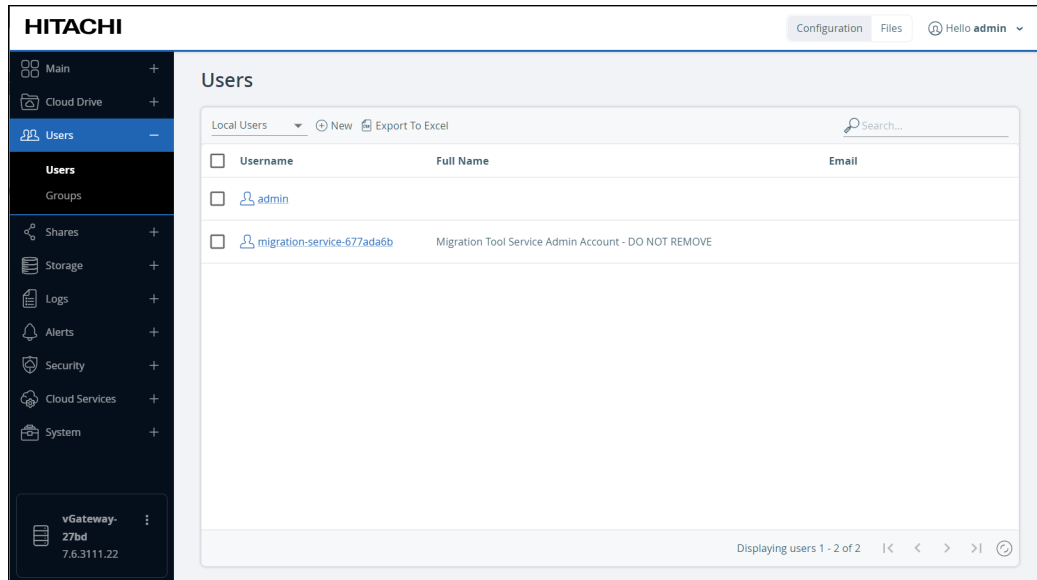 HITACHI
Configuration Files Hello admin
Main
Cloud Drive
Users
Users
Groups
Shares
Storage
Logs
Alerts
Security
Cloud Services
System
vGateway-
27bd
7.6.3111.22
Users
Local Users New Export To Excel Search...
Username Full Name Email
admin
migration-service-677ada6b Migration Tool Service Admin Account - DO NOT REMOVE
Displaying users 1 - 2 of 2